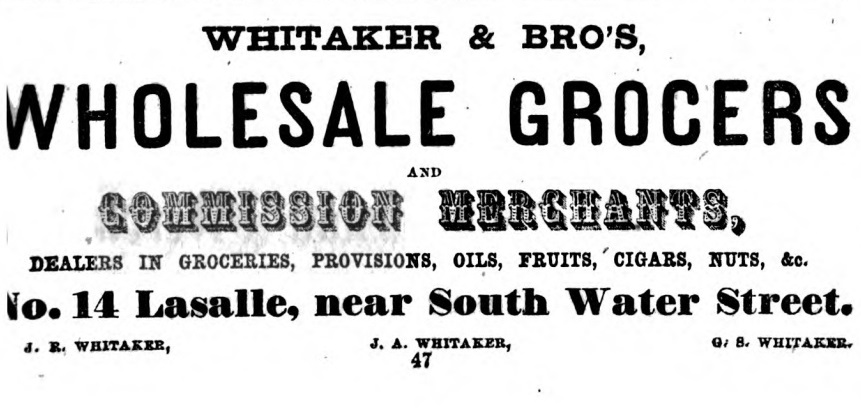 WHITAKER & BRO'S,
WHOLESALE GROCERS
AND
COMMISSION MERCHANTS,
DEALERS IN GROCERIES, PROVISIONS, OILS, FRUITS, CIGARS, NUTS, &c.
No. 14 Lasalle, near South Water Street.
J. R. WHITAKER, J. A. WHITAKER, G. S. WHITAKER.
47